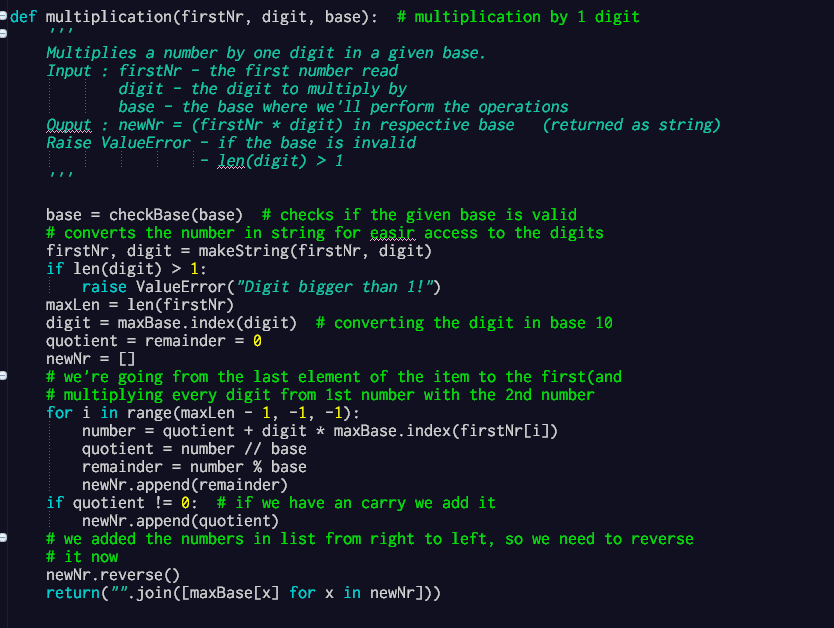 def multiplication(firstNr, digit, base):  # multiplication by 1 digit
    '''
    Multiplies a number by one digit in a given base.
    Input : firstNr - the first number read
            digit - the digit to multiply by
            base - the base where we'll perform the operations
    Ouput : newNr = (firstNr * digit) in respective base   (returned as string)
    Raise ValueError - if the base is invalid
                     - len(digit) > 1
    '''
    base = checkBase(base)  # checks if the given base is valid
    # converts the number in string for easir access to the digits
    firstNr, digit = makeString(firstNr, digit)
    if len(digit) > 1:
        raise ValueError("Digit bigger than 1!")
    maxLen = len(firstNr)
    digit = maxBase.index(digit)  # converting the digit in base 10
    quotient = remainder = 0
    newNr = []
    # we're going from the last element of the item to the first(and
    # multiplying every digit from 1st number with the 2nd number
    for i in range(maxLen - 1, -1, -1):
        number = quotient + digit * maxBase.index(firstNr[i])
        quotient = number // base
        remainder = number % base
        newNr.append(remainder)
    if quotient != 0:  # if we have an carry we add it
        newNr.append(quotient)
    # we added the numbers in list from right to left, so we need to reverse
    # it now
    newNr.reverse()
    return("".join([maxBase[x] for x in newNr]))